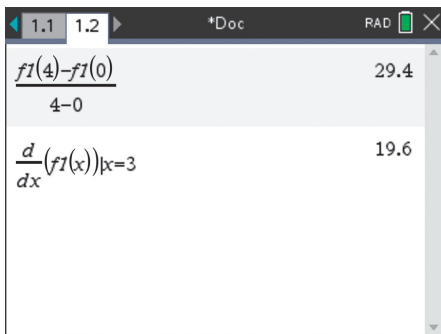 1.1 1.2 *Doc RAD
f1(4)−f1(0)
4−0
29.4
d/dx(f1(x))|x=3 19.6